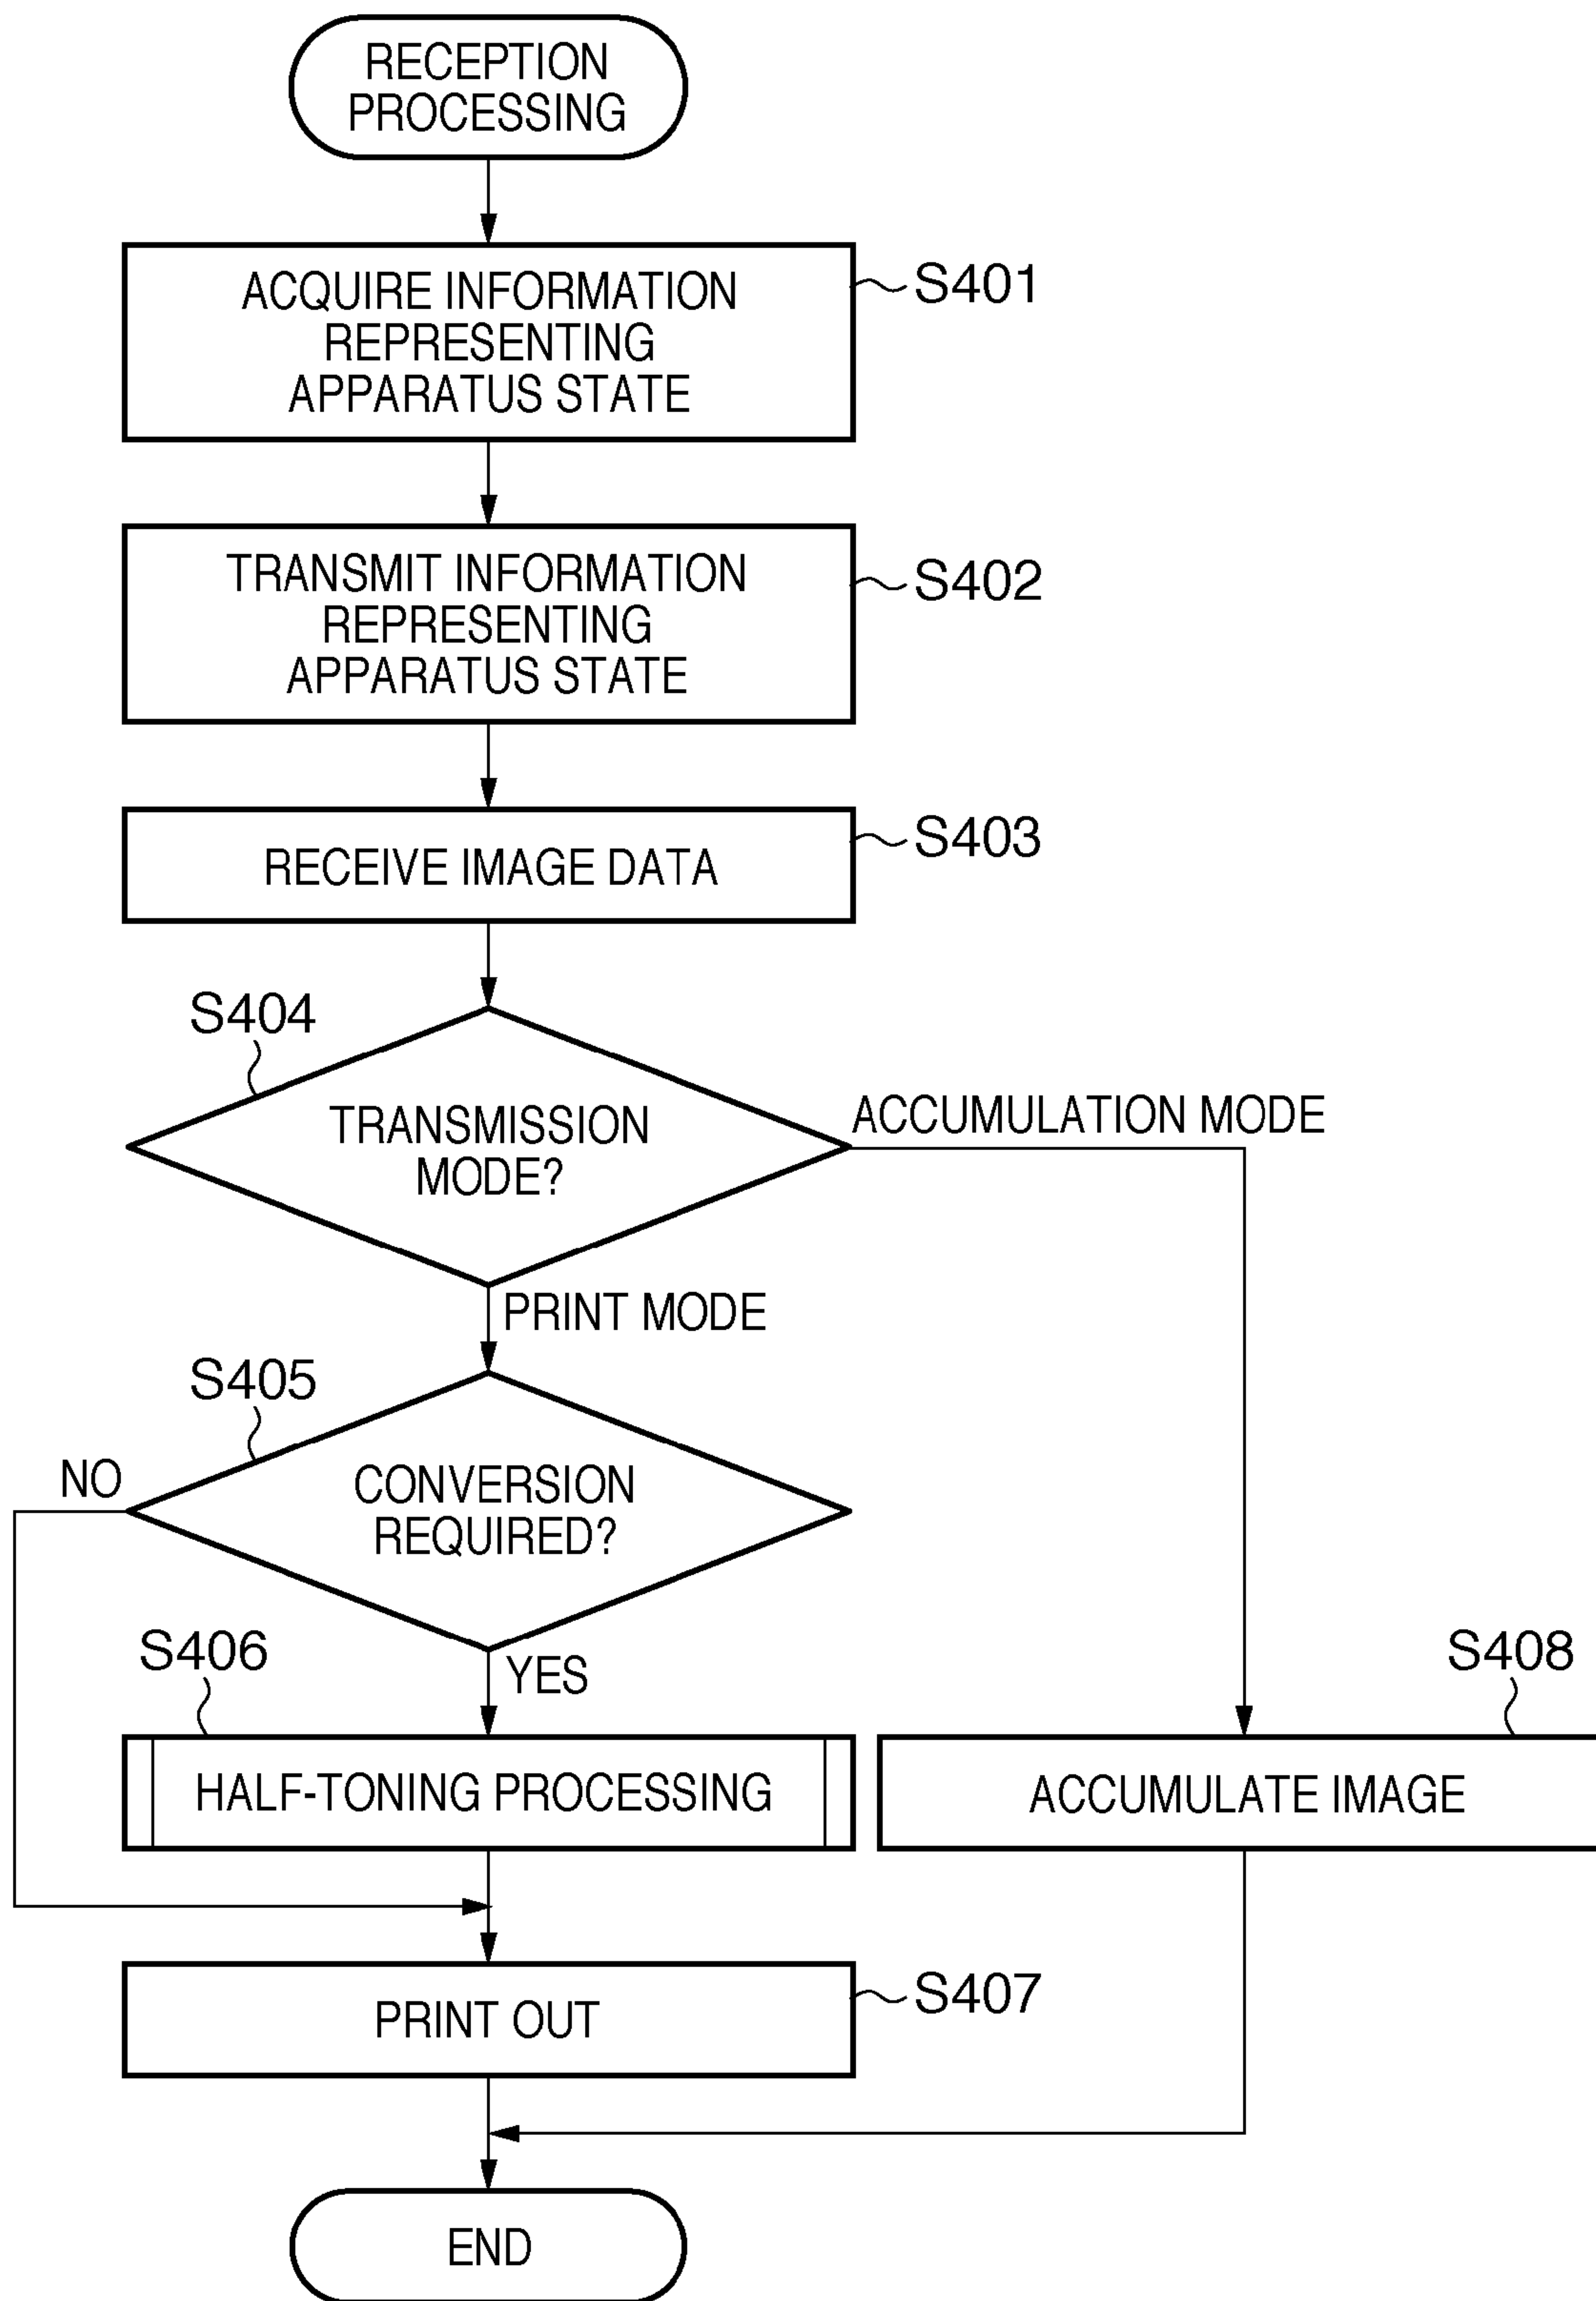 RECEPTION
PROCESSING
ACQUIRE INFORMATION
REPRESENTING
APPARATUS STATE
S401
TRANSMIT INFORMATION
REPRESENTING
APPARATUS STATE
S402
RECEIVE IMAGE DATA
S403
S404
TRANSMISSION
MODE?
ACCUMULATION MODE
PRINT MODE
S405
NO
CONVERSION
REQUIRED?
YES
S406
HALF-TONING PROCESSING
S408
ACCUMULATE IMAGE
PRINT OUT
S407
END